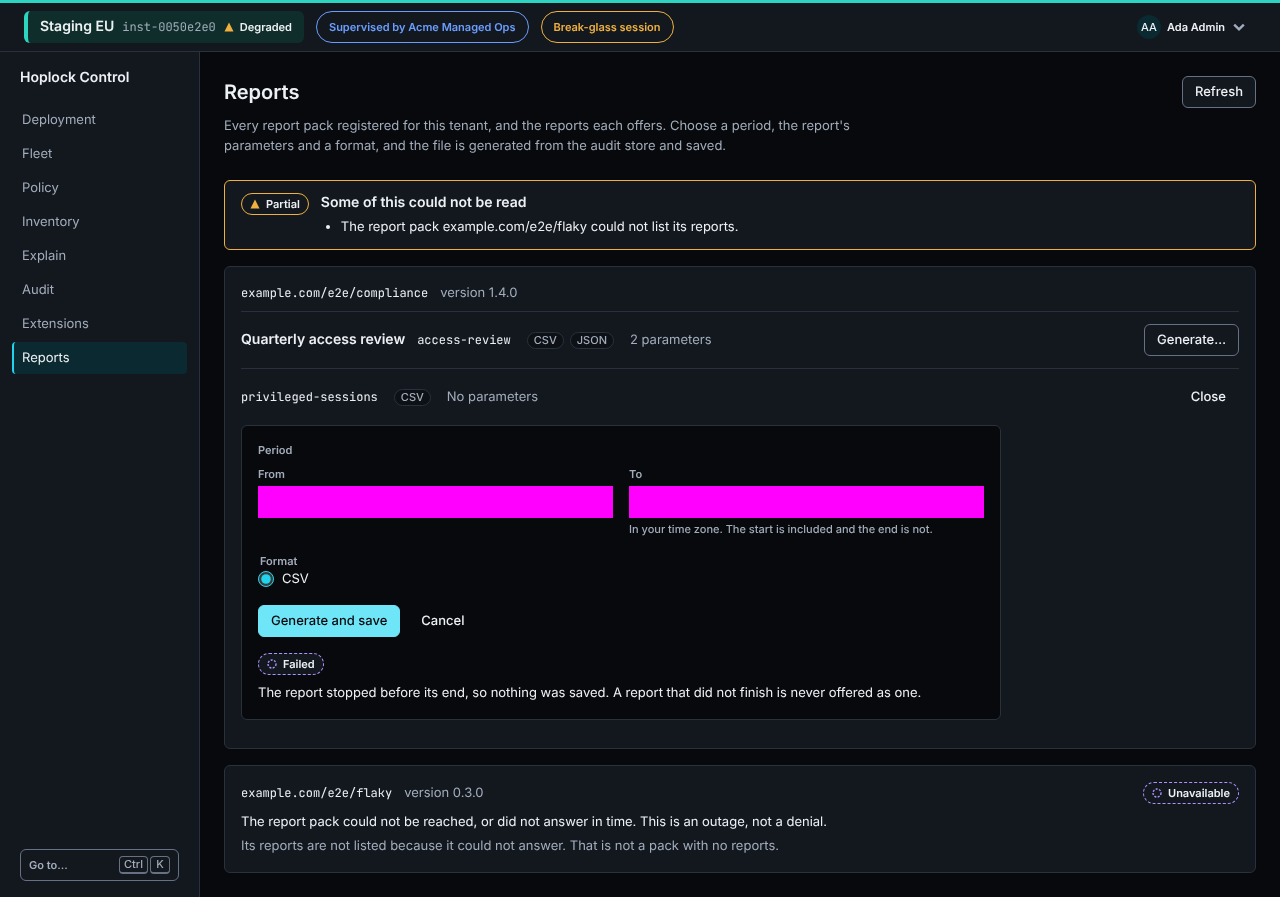 Staging EU inst-0050e2e0 Degraded
Supervised by Acme Managed Ops
Break-glass session
AA Ada Admin
Hoplock Control
Deployment
Fleet
Policy
Inventory
Explain
Audit
Extensions
Reports
Go to... Ctrl K
Reports
Refresh
Every report pack registered for this tenant, and the reports each offers. Choose a period, the report's
parameters and a format, and the file is generated from the audit store and saved.
Partial
Some of this could not be read
• The report pack example.com/e2e/flaky could not list its reports.
example.com/e2e/compliance version 1.4.0
Quarterly access review access-review CSV JSON 2 parameters
Generate...
privileged-sessions CSV No parameters
Close
Period
From
To
In your time zone. The start is included and the end is not.
Format
CSV
Generate and save
Cancel
Failed
The report stopped before its end, so nothing was saved. A report that did not finish is never offered as one.
example.com/e2e/flaky version 0.3.0
Unavailable
The report pack could not be reached, or did not answer in time. This is an outage, not a denial.
Its reports are not listed because it could not answer. That is not a pack with no reports.